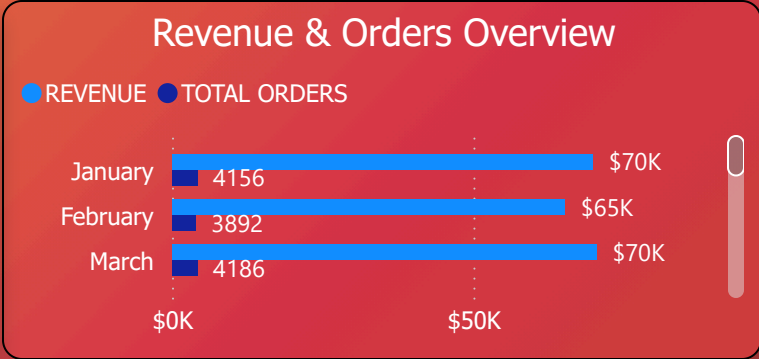 Revenue & Orders Overview
REVENUE TOTAL ORDERS
January $70K
4156
February $65K
3892
March $70K
4186
$0K $50K